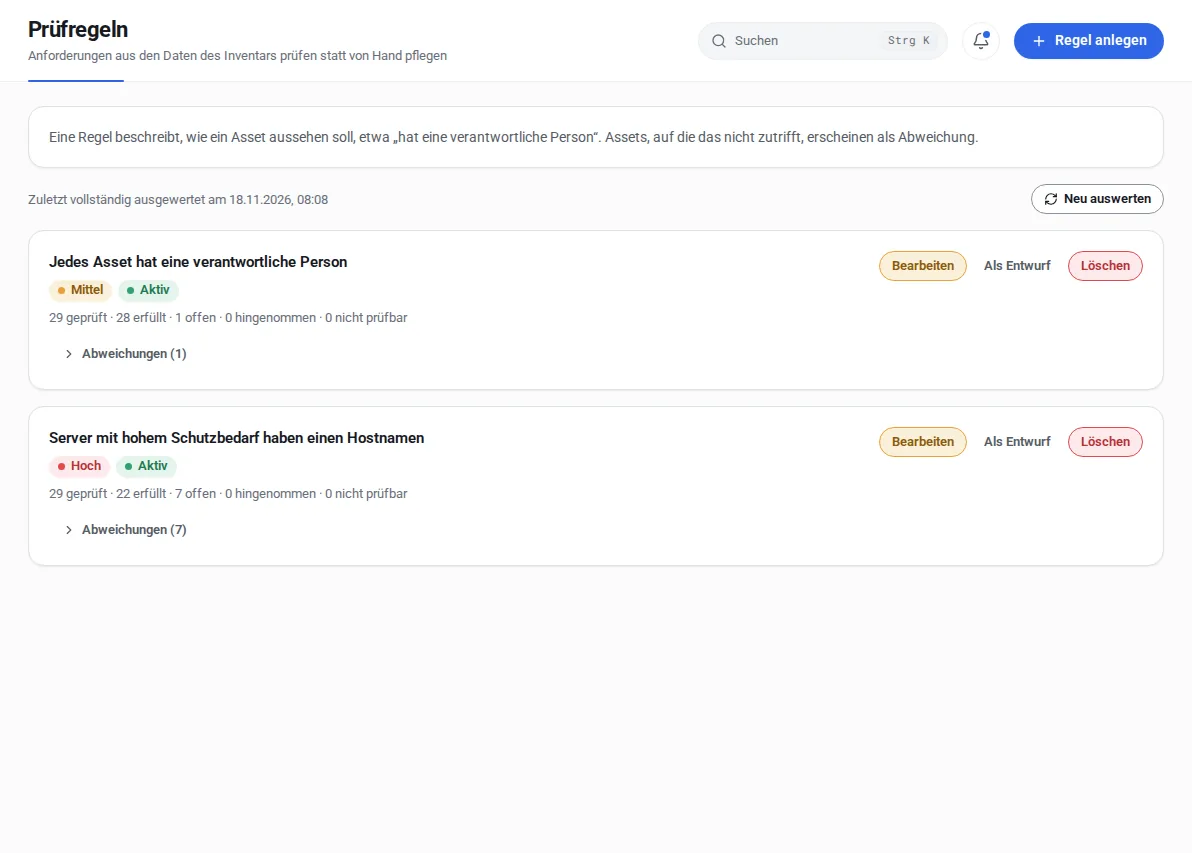 Prüfregeln
Anforderungen aus den Daten des Inventars prüfen statt von Hand pflegen
Suchen
Strg K
Regel anlegen
Eine Regel beschreibt, wie ein Asset aussehen soll, etwa „hat eine verantwortliche Person“. Assets, auf die das nicht zutrifft, erscheinen als Abweichung.
Zuletzt vollständig ausgewertet am 18.11.2026, 08:08
Neu auswerten
Jedes Asset hat eine verantwortliche Person
Bearbeiten
Als Entwurf
Löschen
Mittel
Aktiv
29 geprüft · 28 erfüllt · 1 offen · 0 hingenommen · 0 nicht prüfbar
Abweichungen (1)
Server mit hohem Schutzbedarf haben einen Hostnamen
Bearbeiten
Als Entwurf
Löschen
Hoch
Aktiv
29 geprüft · 22 erfüllt · 7 offen · 0 hingenommen · 0 nicht prüfbar
Abweichungen (7)